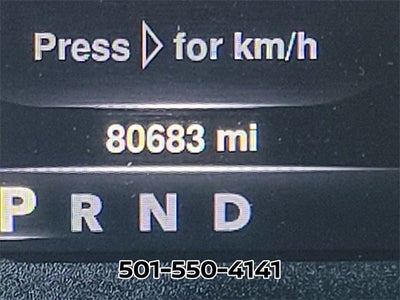 Press ▷ for km/h
80683 mi
P R N D
501-550-4141